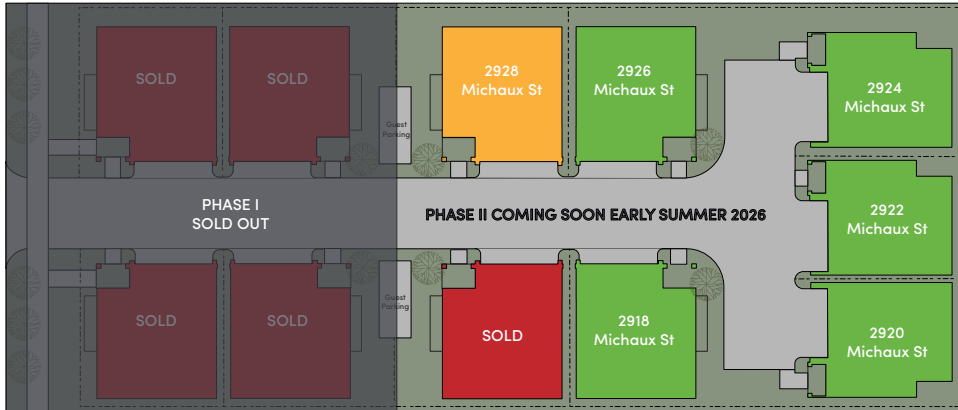 SOLD
SOLD
2928
Michaux St
2926
Michaux St
2924
Michaux St
Guest
Parking
PHASE I
SOLD OUT
PHASE II COMING SOON EARLY SUMMER 2026
2922
Michaux St
Guest
Parking
SOLD
SOLD
SOLD
2918
Michaux St
2920
Michaux St